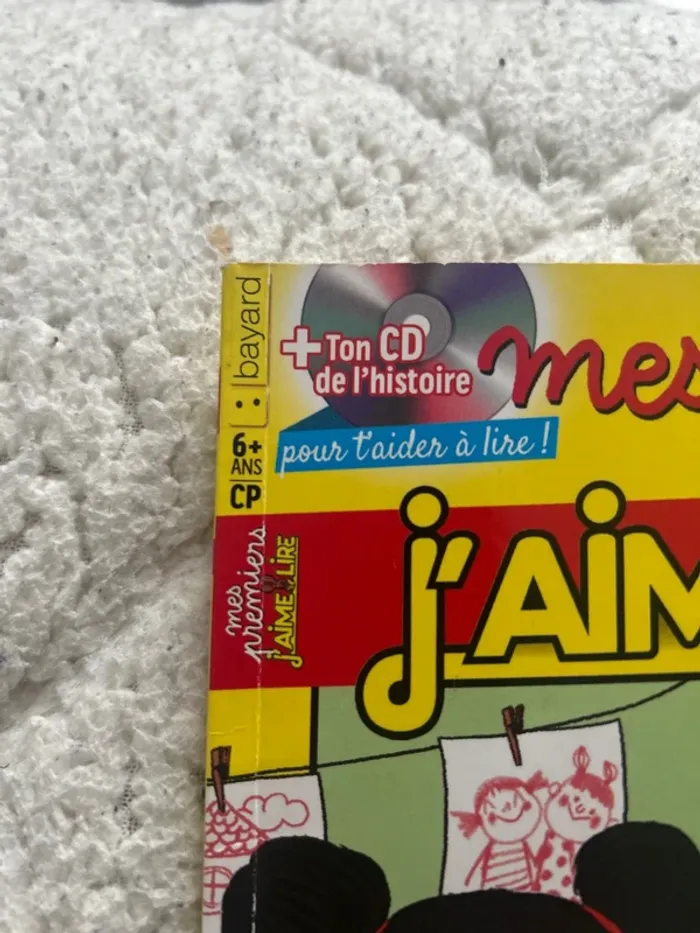 bayard
6+
ANS
CP
mes
premiers
J'AIME LIRE
+ Ton CD
de l'histoire
pour t'aider à lire !
mes
j'AiM